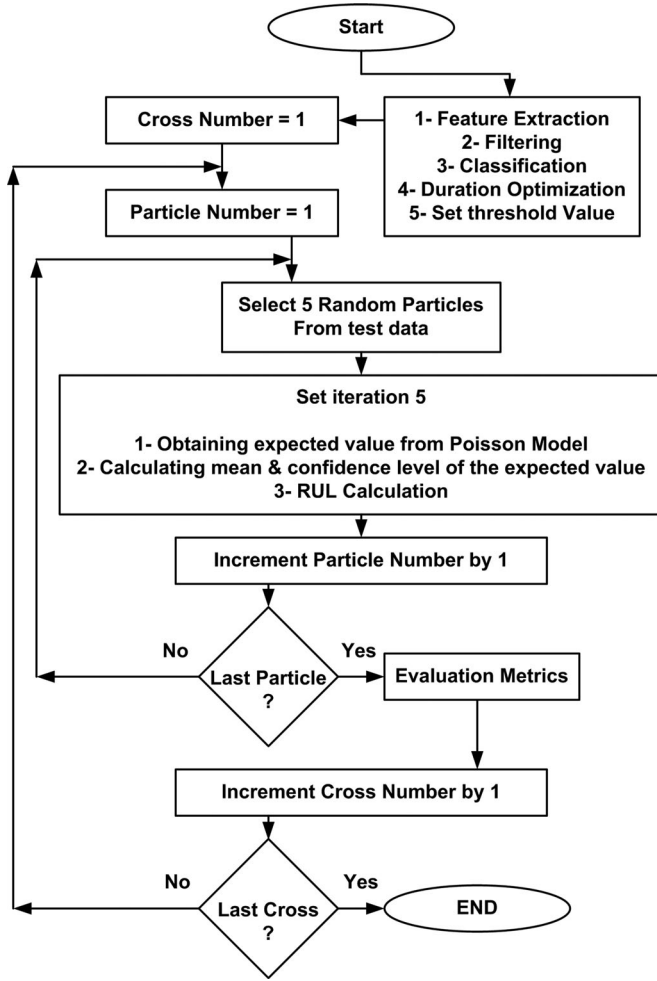 Start
1- Feature Extraction
2- Filtering
3- Classification
4- Duration Optimization
5- Set threshold Value
Cross Number = 1
Particle Number = 1
Select 5 Random Particles
From test data
Set iteration 5
1- Obtaining expected value from Poisson Model
2- Calculating mean & confidence level of the expected value
3- RUL Calculation
Increment Particle Number by 1
No
Yes
Last Particle
?
Evaluation Metrics
Increment Cross Number by 1
No
Yes
Last Cross
?
END